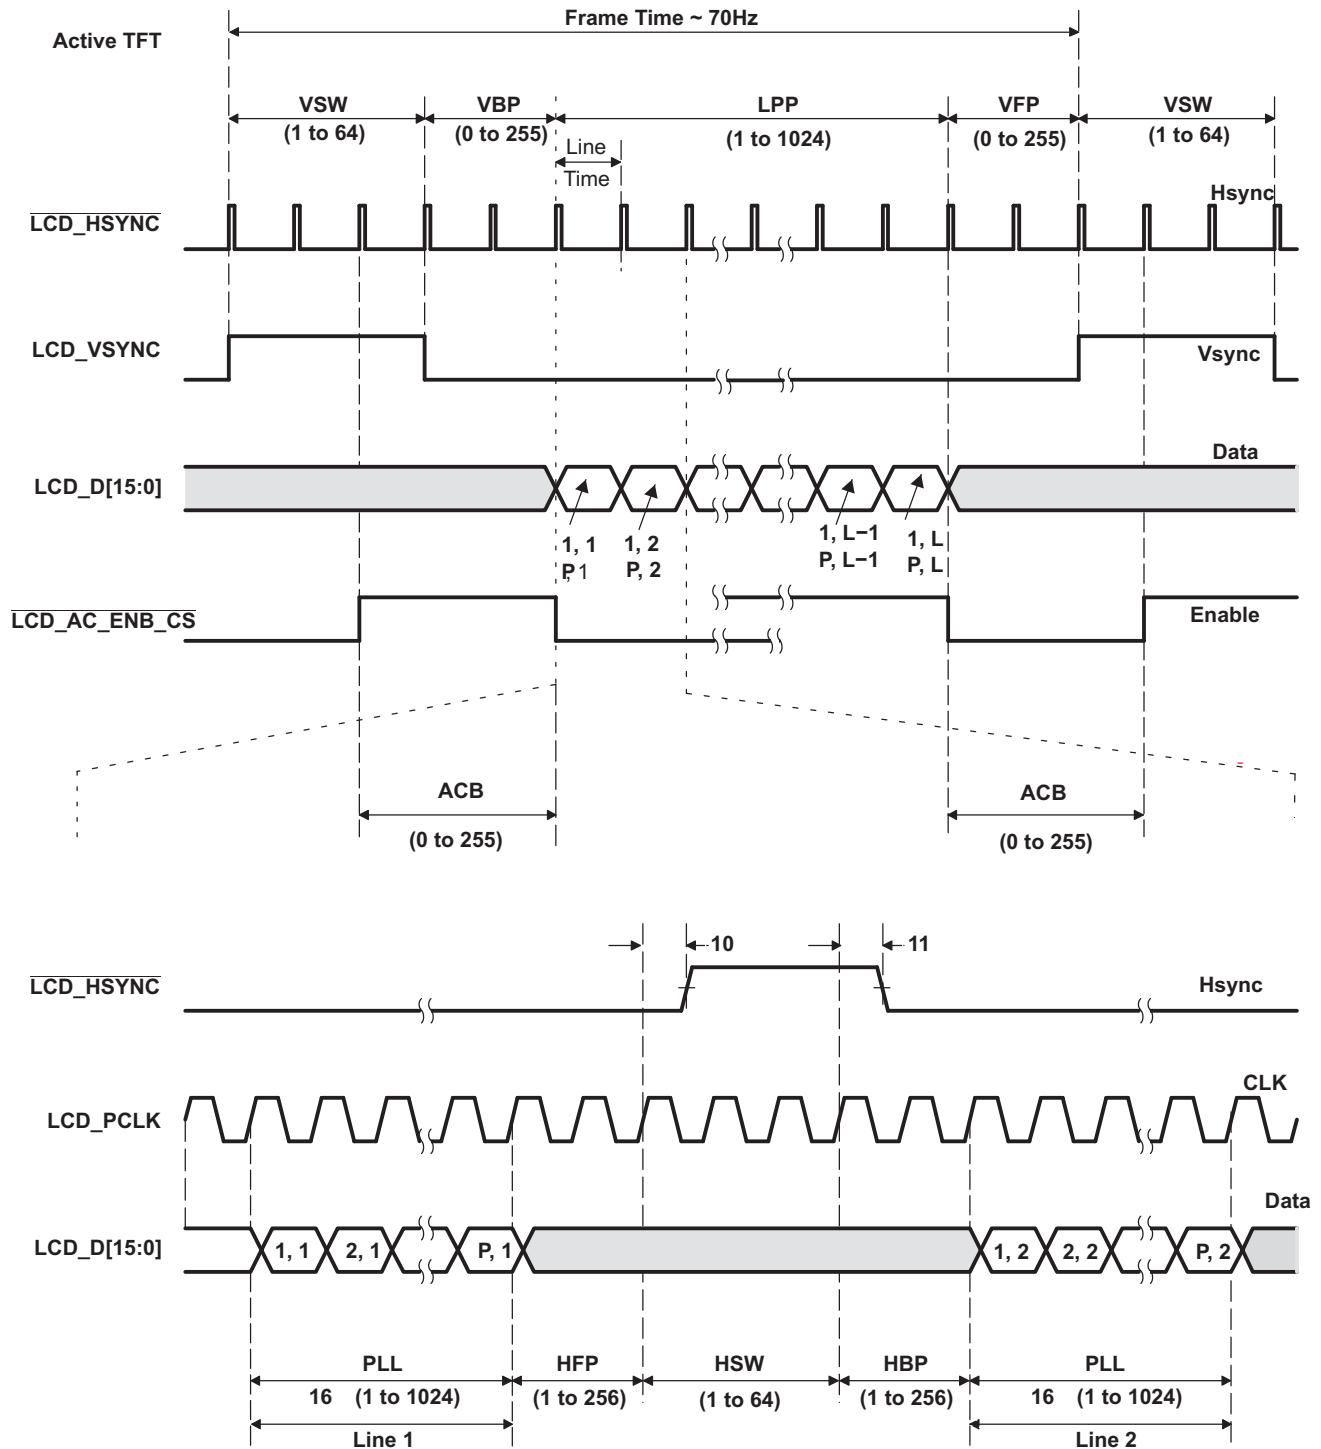 Frame Time ~ 70Hz
Active TFT
VSW VBP LPP VFP VSW
(1 to 64) (0 to 255) (1 to 1024) (0 to 255) (1 to 64)
Line
Time
Hsync
LCD_HSYNC
LCD_VSYNC
Vsync
Data
LCD_D[15:0]
1, 1 1, 2 1, L−1 1, L
P, 1 P, 2 P, L−1 P, L
LCD_AC_ENB_CS
Enable
ACB ACB
(0 to 255) (0 to 255)
10 11
LCD_HSYNC
Hsync
CLK
LCD_PCLK
Data
LCD_D[15:0]
1, 1 2, 1 P, 1 1, 2 2, 2 P, 2
PLL HFP HSW HBP PLL
16 (1 to 1024) (1 to 256) (1 to 64) (1 to 256) 16 (1 to 1024)
Line 1 Line 2